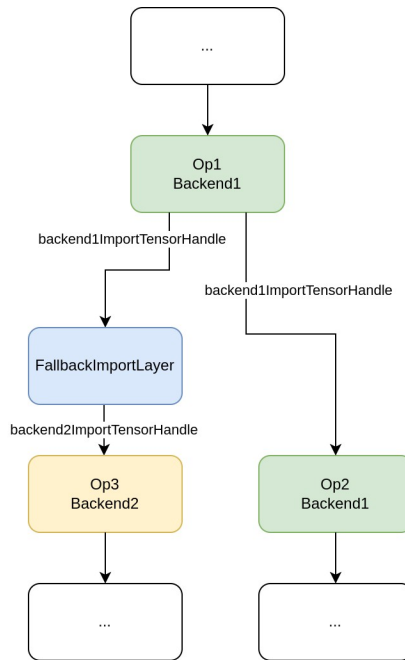 ...
Op1
Backend1
backend1ImportTensorHandle
backend1ImportTensorHandle
FallbackImportLayer
backend2ImportTensorHandle
Op3
Backend2
Op2
Backend1
...
...